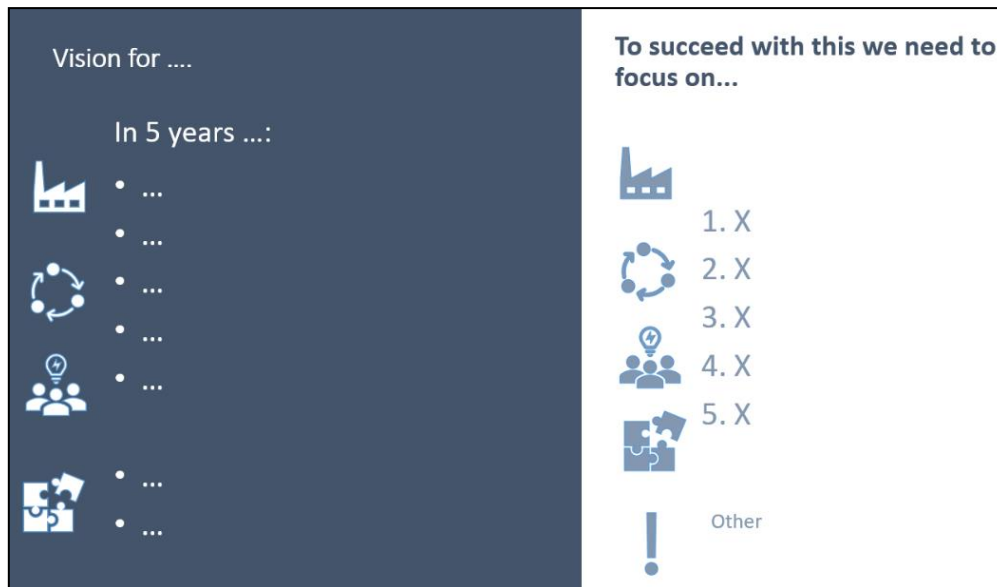 Vision for ....
In 5 years ...:
• ...
• ...
• ...
• ...
• ...
• ...
• ...
To succeed with this we need to
focus on...
1. X
2. X
3. X
4. X
5. X
Other